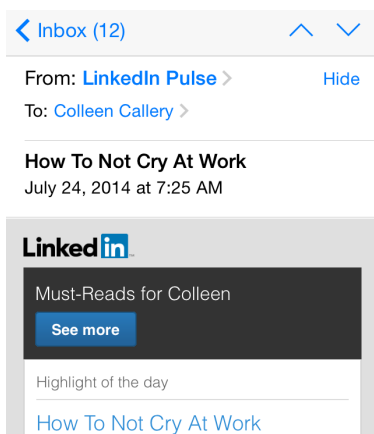 Inbox (12)
From: LinkedIn Pulse
Hide
To: Colleen Callery
How To Not Cry At Work
July 24, 2014 at 7:25 AM
Linked in
Must-Reads for Colleen
See more
Highlight of the day
How To Not Cry At Work